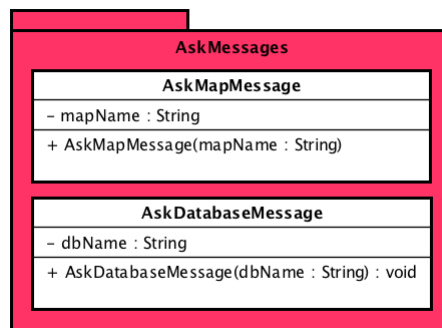 AskMessages
AskMapMessage
– mapName : String
+ AskMapMessage(mapName : String)
AskDatabaseMessage
– dbName : String
+ AskDatabaseMessage(dbName : String) : void